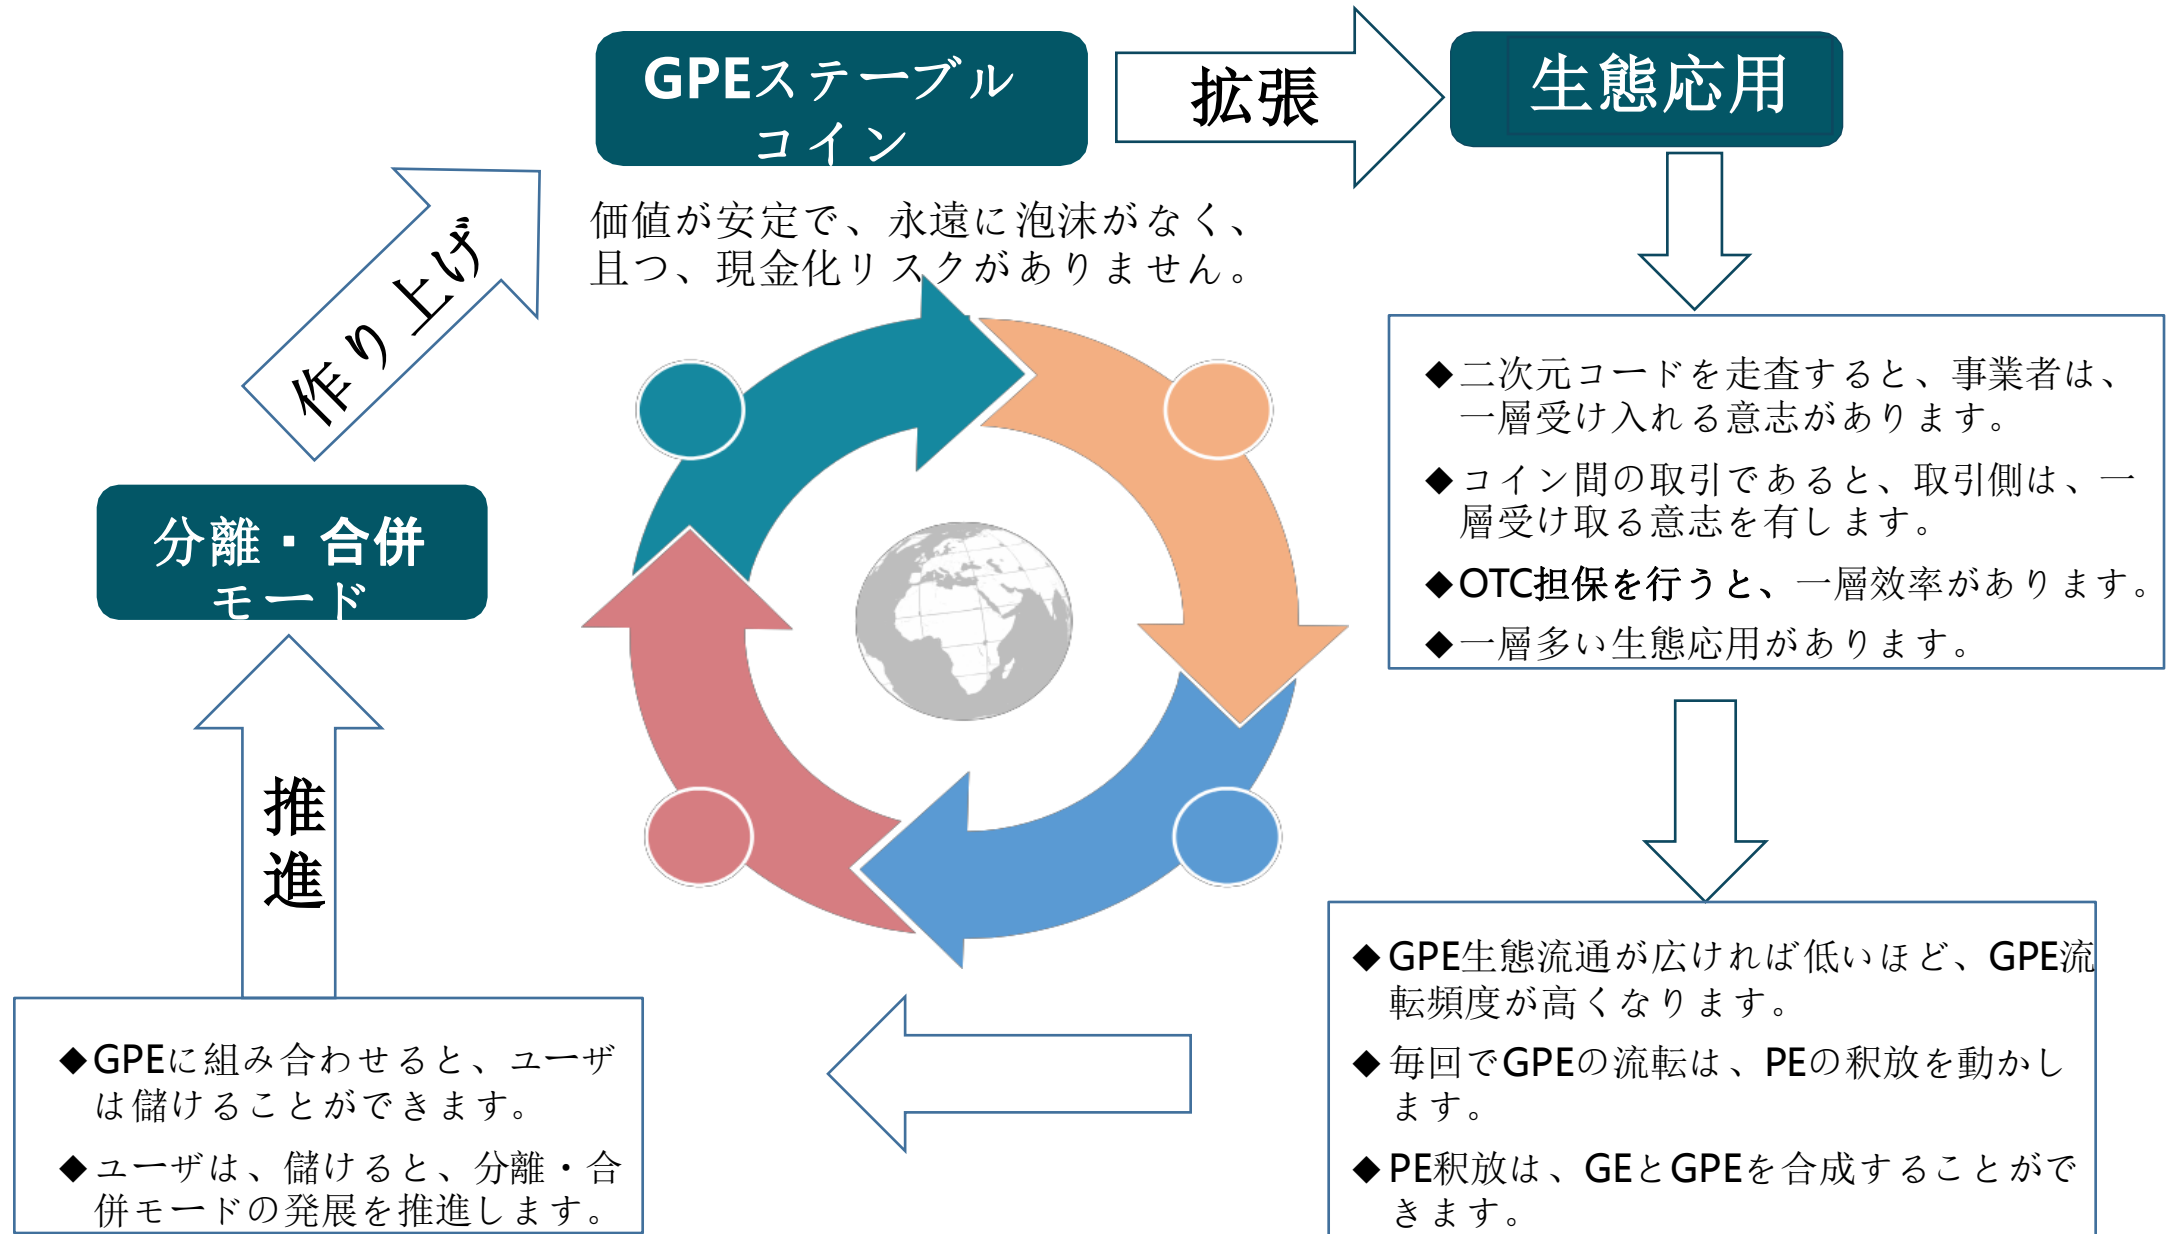 GPEステーブル
コイン
拡張
生態応用
価値が安定で、永遠に泡沫がなく、
且つ、現金化リスクがありません。
作り上げ
分離・合併
モード
推
進
◆二次元コードを走査すると、事業者は、
一層受け入れる意志があります。
◆コイン間の取引であると、取引側は、一
層受け取る意志を有します。
◆OTC担保を行うと、一層効率があります。
◆一層多い生態応用があります。
◆GPE生態流通が広ければ低いほど、GPE流
転頻度が高くなります。
◆毎回でGPEの流転は、PEの釈放を動かし
ます。
◆PE釈放は、GEとGPEを合成することがで
きます。
◆GPEに組み合わせると、ユーザ
は儲けることができます。
◆ユーザは、儲けると、分離・合
併モードの発展を推進します。